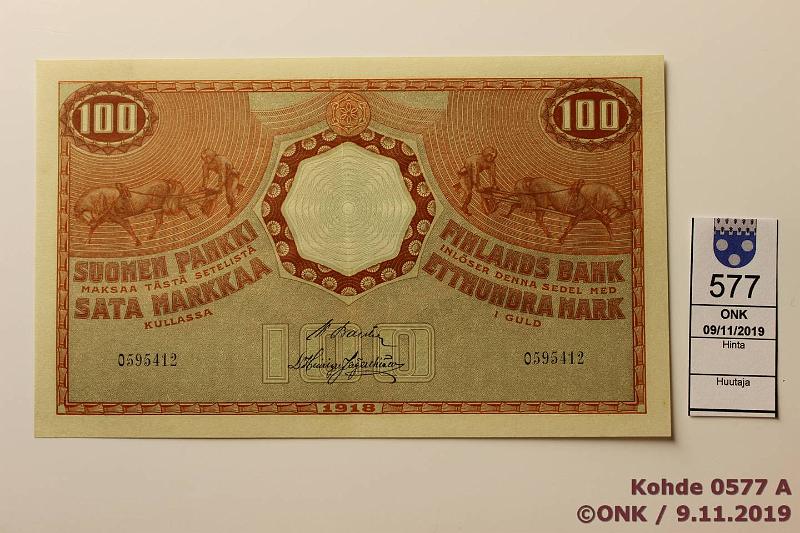 100
100
SUOMEN PANKKI
MAKSAA TÄSTÄ SETELISTÄ
SATA MARKKAA
KULLASSA
FINLANDS BANK
INLÖSER DENNA SEDEL MED
ETTHUNDRA MARK
I GULD
100
0595412
0595412
1918
577
ONK
09/11/2019
Hinta
Huutaja
Kohde 0577 A
©ONK / 9.11.2019